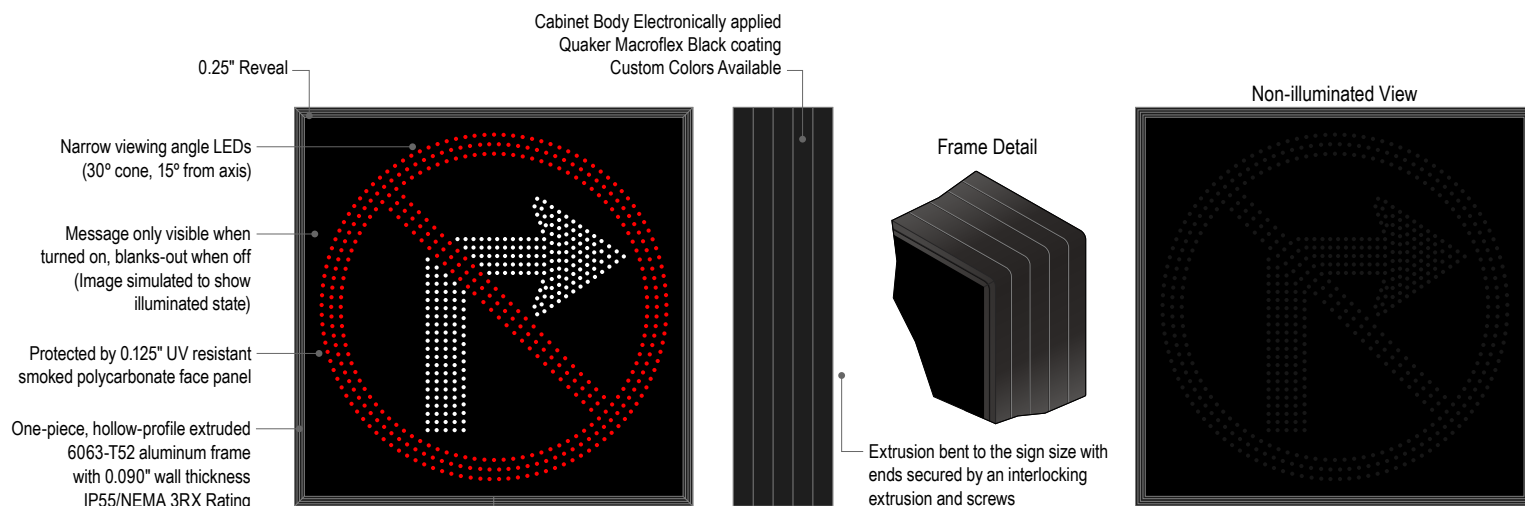 Cabinet Body Electronically applied
Quaker Macroflex Black coating
Custom Colors Available
0.25" Reveal
Narrow viewing angle LEDs
(30º cone, 15º from axis)
Message only visible when
turned on, blanks-out when off
(Image simulated to show
illuminated state)
Protected by 0.125" UV resistant
smoked polycarbonate face panel
One-piece, hollow-profile extruded
6063-T52 aluminum frame
with 0.090" wall thickness
IP55/NEMA 3RX Rating
Frame Detail
Extrusion bent to the sign size with
ends secured by an interlocking
extrusion and screws
Non-illuminated View